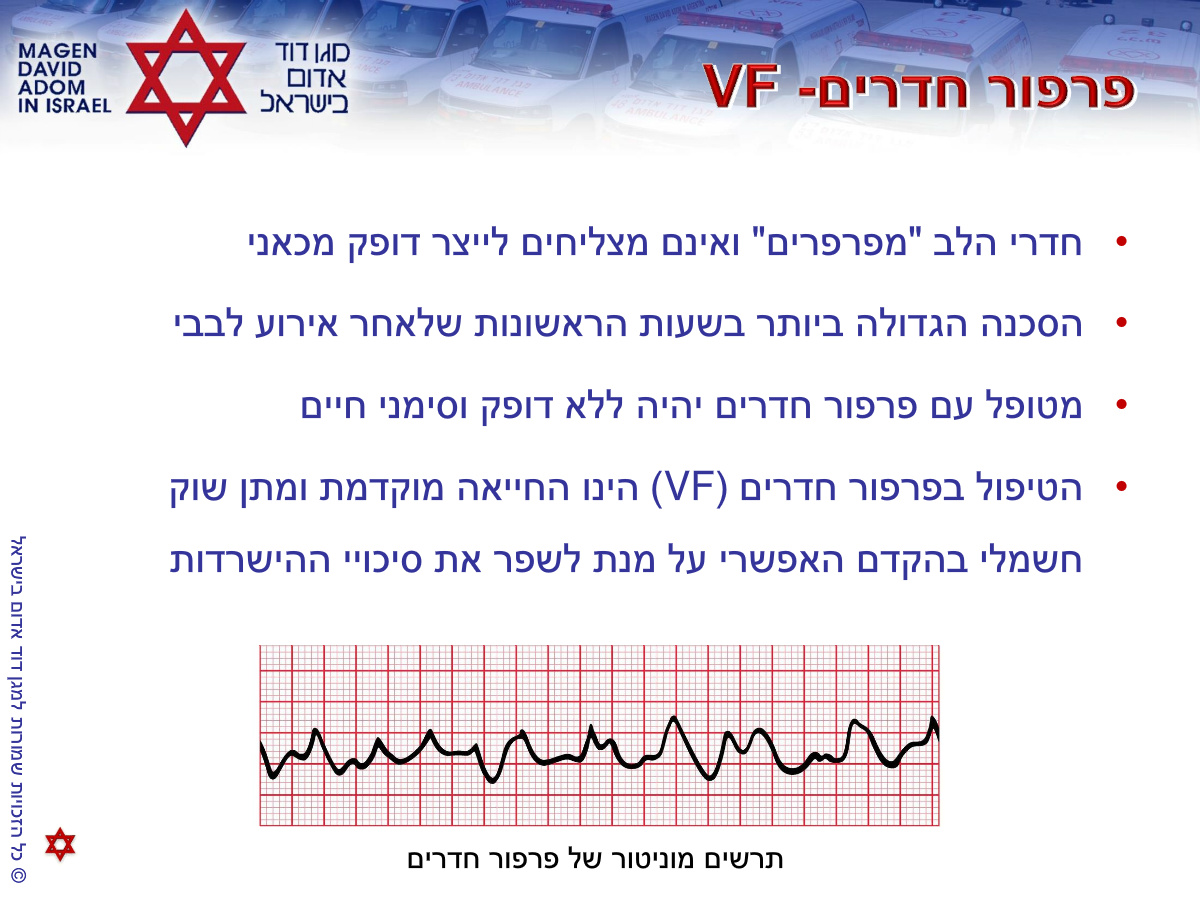 MAGEN
DAVID
ADOM
IN ISRAEL
מגן דוד
אדום
בישראל
פרפור חדרים- VF
• חדרי הלב "מפרפרים" ואינם מצליחים לייצר דופק מכאני
• הסכנה הגדולה ביותר בשעות הראשונות שלאחר אירוע לבבי
• מטופל עם פרפור חדרים יהיה ללא דופק וסימני חיים
• הטיפול בפרפור חדרים (VF) הינו החייאה מוקדמת ומתן שוק
חשמלי בהקדם האפשרי על מנת לשפר את סיכויי ההישרדות
תרשים מוניטור של פרפור חדרים
© כל הזכויות שמורות למגן דוד אדום בישראל